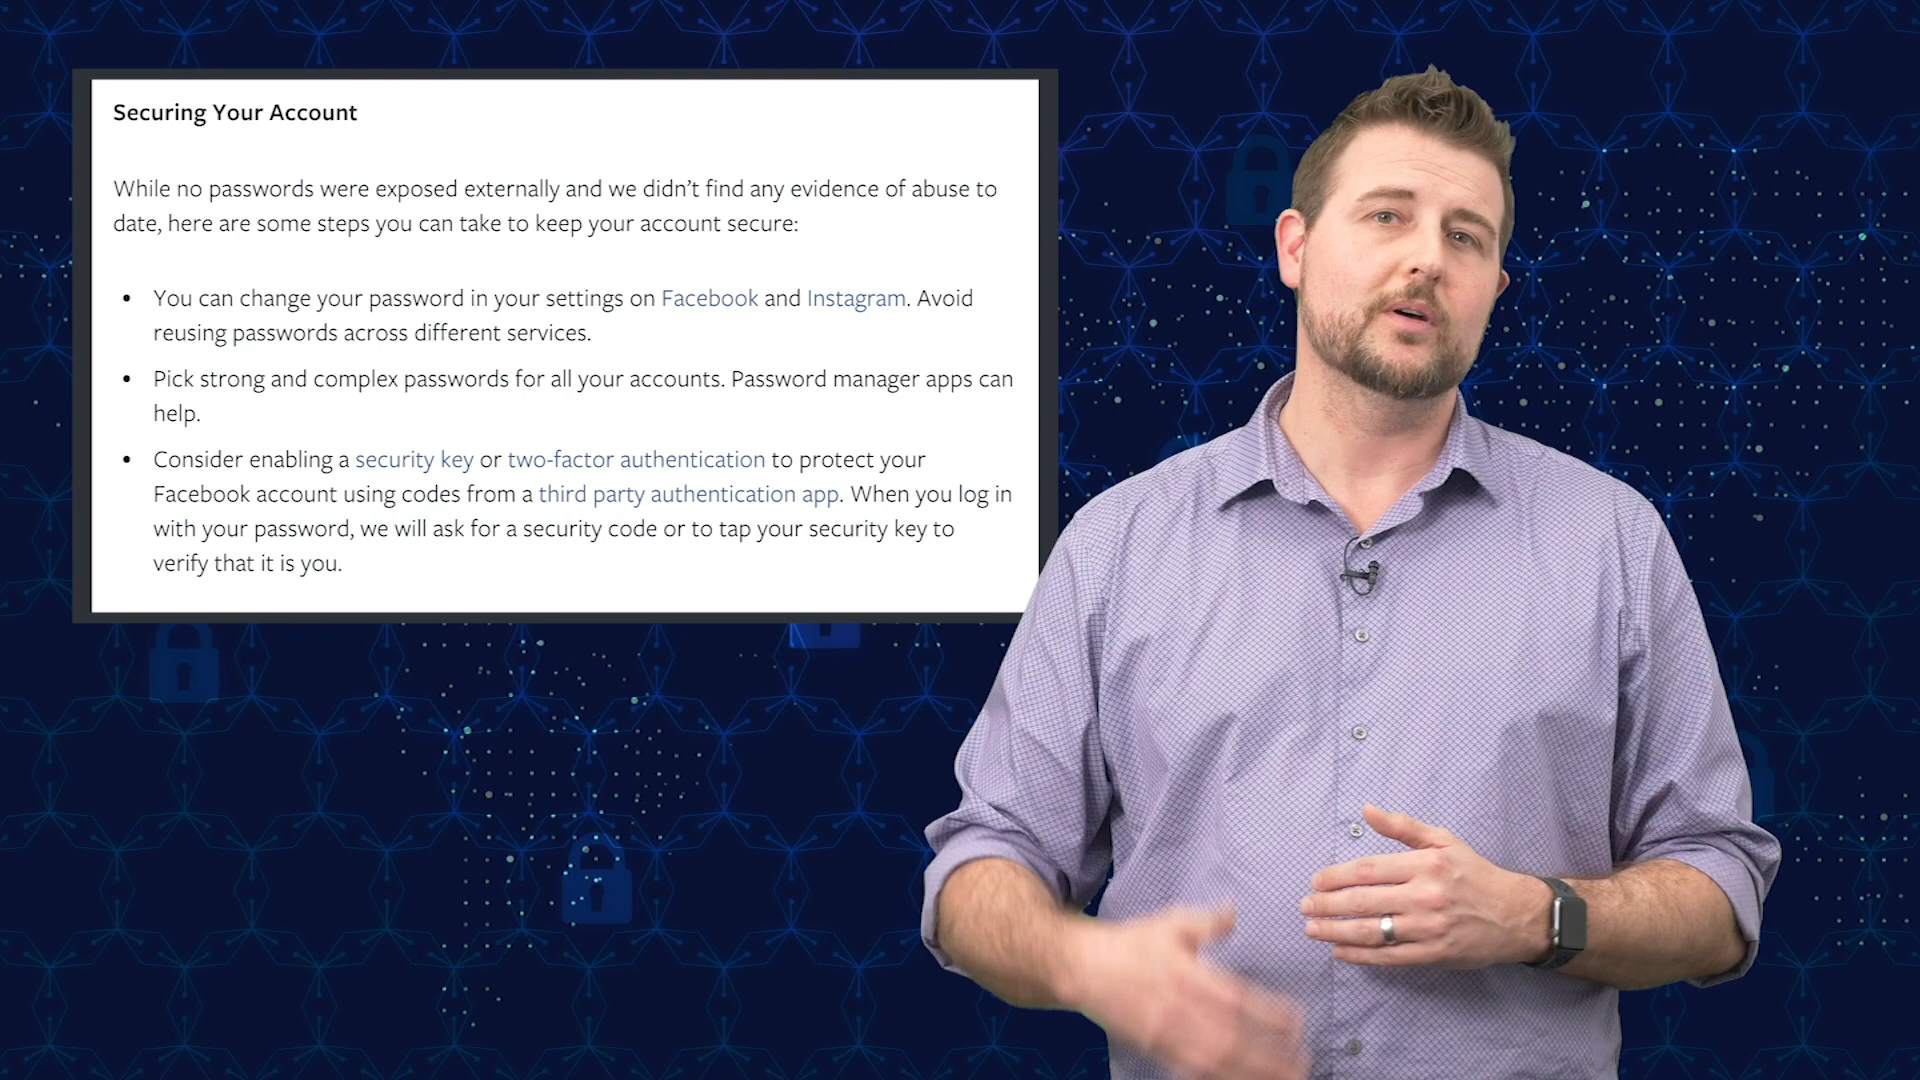 Securing Your Account
While no passwords were exposed externally and we didn’t find any evidence of abuse to
date, here are some steps you can take to keep your account secure:
• You can change your password in your settings on Facebook and Instagram. Avoid
reusing passwords across different services.
• Pick strong and complex passwords for all your accounts. Password manager apps can
help.
• Consider enabling a security key or two-factor authentication to protect your
Facebook account using codes from a third party authentication app. When you log in
with your password, we will ask for a security code or to tap your security key to
verify that it is you.